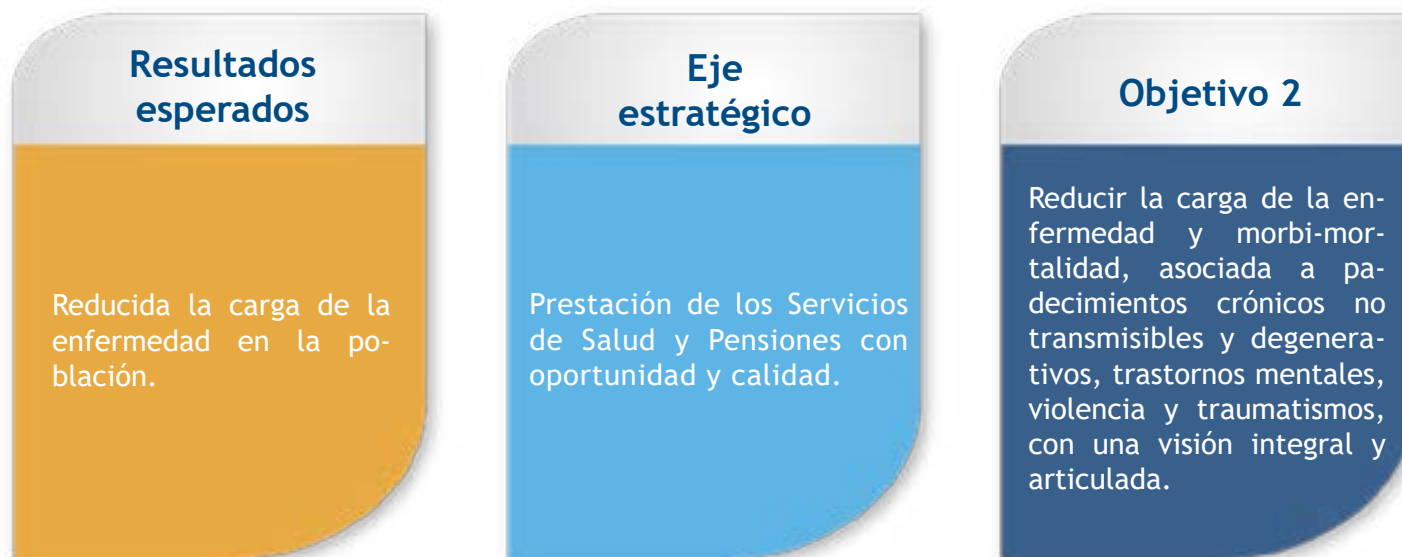 Resultados
esperados
Reducida la carga de la
enfermedad en la po-
blación.
Eje
estratégico
Prestación de los Servicios
de Salud y Pensiones con
oportunidad y calidad.
Objetivo 2
Reducir la carga de la en-
fermedad y morbi-mor-
talidad, asociada a pa-
decimientos crónicos no
transmisibles y degenera-
tivos, trastornos mentales,
violencia y traumatismos,
con una visión integral y
articulada.